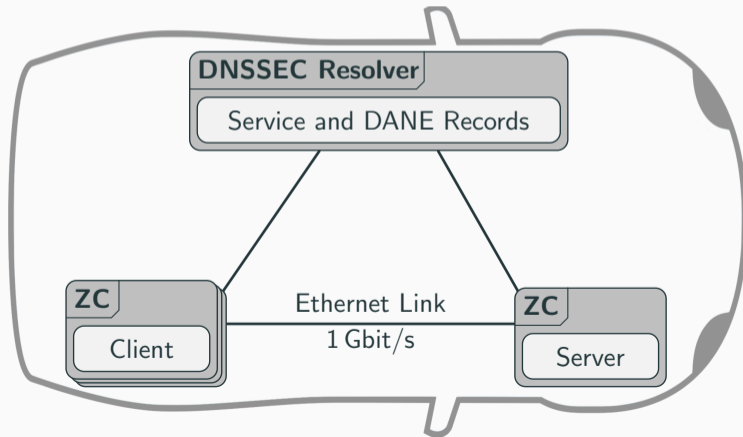 DNSSEC Resolver
Service and DANE Records
ZC
Client
Ethernet Link
1 Gbit/s
ZC
Server